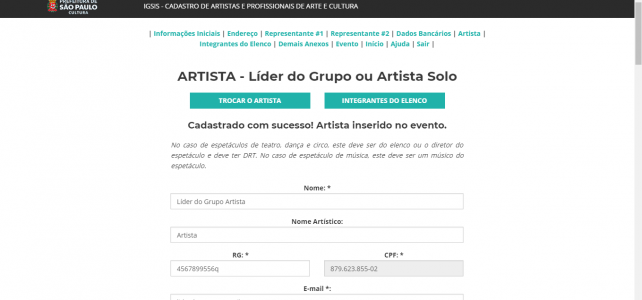 PREFEITURA DE
SÃO PAULO
CULTURA
IGSIS - CADASTRO DE ARTISTAS E PROFISSIONAIS DE ARTE E CULTURA
| Informações Iniciais | Endereço | Representante #1 | Representante #2 | Dados Bancários | Artista |
Integrantes do Elenco | Demais Anexos | Evento | Início | Ajuda | Sair |
ARTISTA - Líder do Grupo ou Artista Solo
TROCAR O ARTISTA INTEGRANTES DO ELENCO
Cadastrado com sucesso! Artista inserido no evento.
No caso de espetáculos de teatro, dança e circo, este deve ser do elenco ou o diretor do
espetáculo e deve ter DRT. No caso de espetáculo de música, este deve ser um músico do
espetáculo.
Nome: *
Líder do Grupo Artista
Nome Artístico:
Artista
RG: * CPF: *
4567899556q 879.623.855-02
E-mail *: